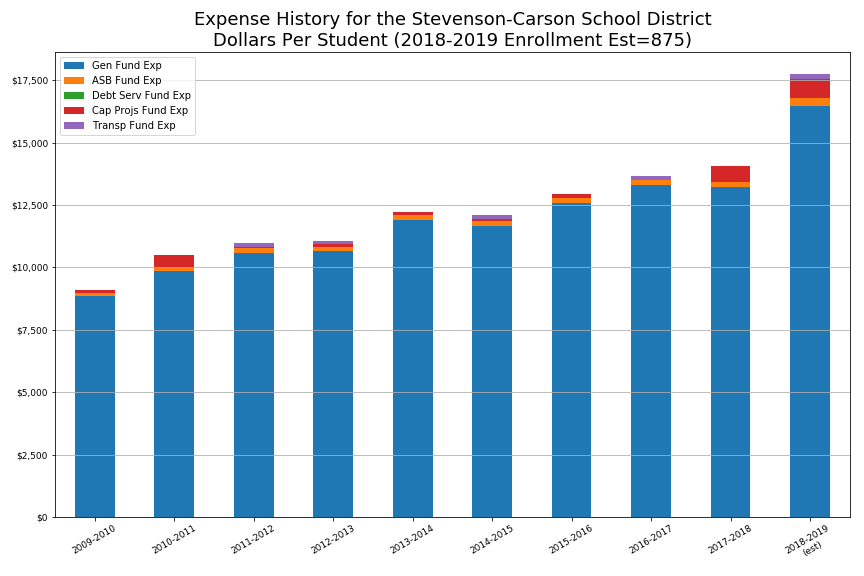 Expense History for the Stevenson-Carson School District
Dollars Per Student (2018-2019 Enrollment Est=875)
Gen Fund Exp
ASB Fund Exp
Debt Serv Fund Exp
Cap Projs Fund Exp
Transp Fund Exp
$17,500
$15,000
$12,500
$10,000
$7,500
$5,000
$2,500
$0
2009-2010
2010-2011
2011-2012
2012-2013
2013-2014
2014-2015
2015-2016
2016-2017
2017-2018
2018-2019
(est)